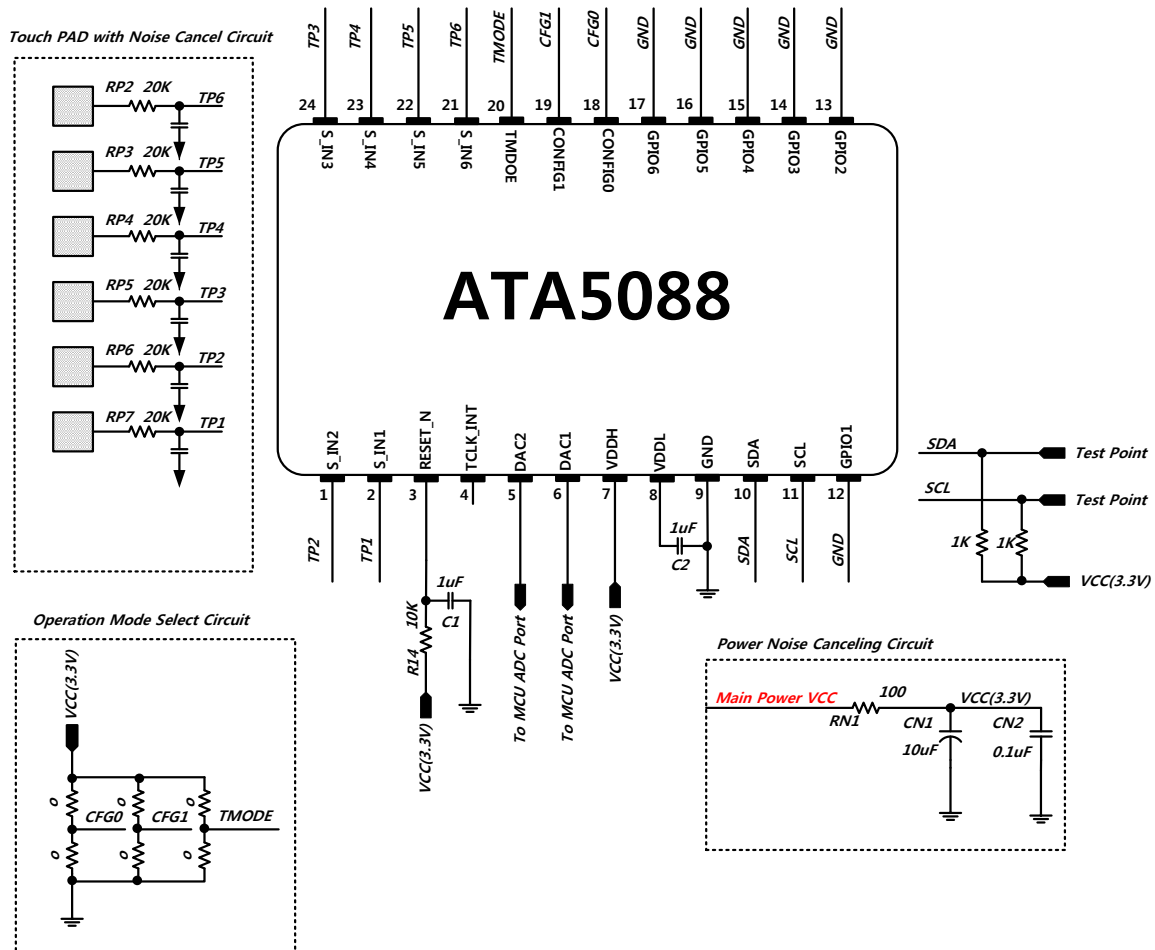 Touch PAD with Noise Cancel Circuit
RP2 20K
TP6
RP3 20K
TP5
RP4 20K
TP4
RP5 20K
TP3
RP6 20K
TP2
RP7 20K
TP1
TP3
TP4
TP5
TP6
TMODE
CFG1
CFG0
GND
GND
GND
GND
GND
24
23
22
21
20
19
18
17
16
15
14
13
S_IN3
S_IN4
S_IN5
S_IN6
TMDOE
CONFIG1
CONFIG0
GPIO6
GPIO5
GPIO4
GPIO3
GPIO2
ATA5088
S_IN2
S_IN1
RESET_N
TCLK_INT
DAC2
DAC1
VDDH
VDDL
GND
SDA
SCL
GPIO1
1
2
3
4
5
6
7
8
9
10
11
12
TP2
TP1
10K
R14
VCC(3.3V)
1uF
C1
To MCU ADC Port
To MCU ADC Port
VCC(3.3V)
1uF
C2
SDA
SCL
GND
SDA
Test Point
SCL
Test Point
1K
1K
VCC(3.3V)
Operation Mode Select Circuit
VCC(3.3V)
0
0
0
CFG0
CFG1
TMODE
0
0
0
Power Noise Canceling Circuit
Main Power VCC
100
RN1
VCC(3.3V)
CN1
10uF
CN2
0.1uF